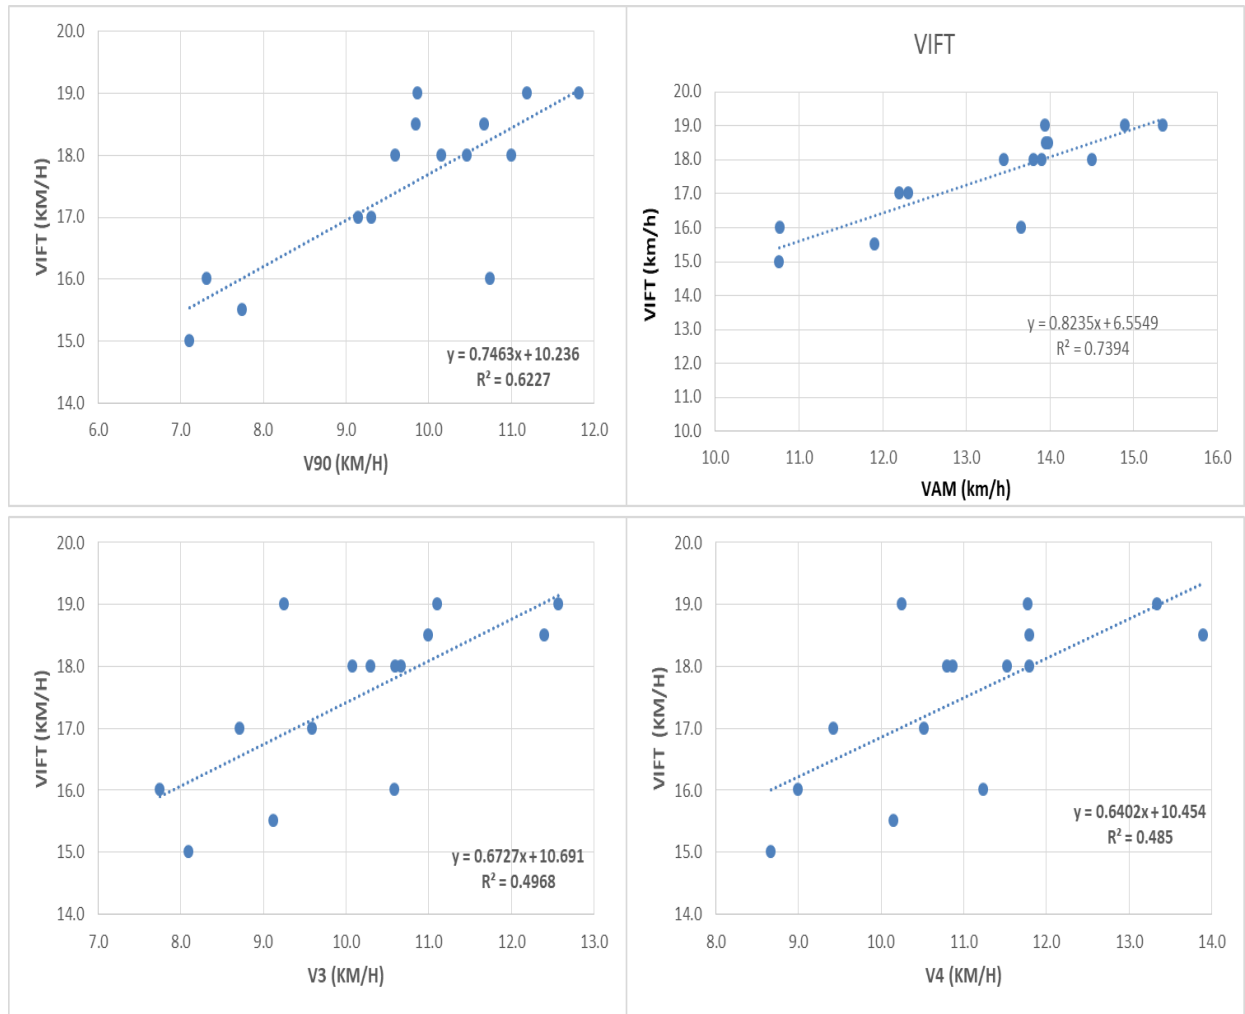 20.0
19.0
18.0
17.0
16.0
15.0
14.0
VIFT (KM/H)
y = 0.7463x + 10.236
R² = 0.6227
6.0 7.0 8.0 9.0 10.0 11.0 12.0
V90 (KM/H)
VIFT
20.0
19.0
18.0
17.0
16.0
15.0
14.0
13.0
12.0
11.0
10.0
VIFT (km/h)
y = 0.8235x + 6.5549
R² = 0.7394
10.0 11.0 12.0 13.0 14.0 15.0 16.0
VAM (km/h)
20.0
19.0
18.0
17.0
16.0
15.0
14.0
VIFT (KM/H)
y = 0.6727x + 10.691
R² = 0.4968
7.0 8.0 9.0 10.0 11.0 12.0 13.0
V3 (KM/H)
20.0
19.0
18.0
17.0
16.0
15.0
14.0
VIFT (KM/H)
y = 0.6402x + 10.454
R² = 0.485
8.0 9.0 10.0 11.0 12.0 13.0 14.0
V4 (KM/H)